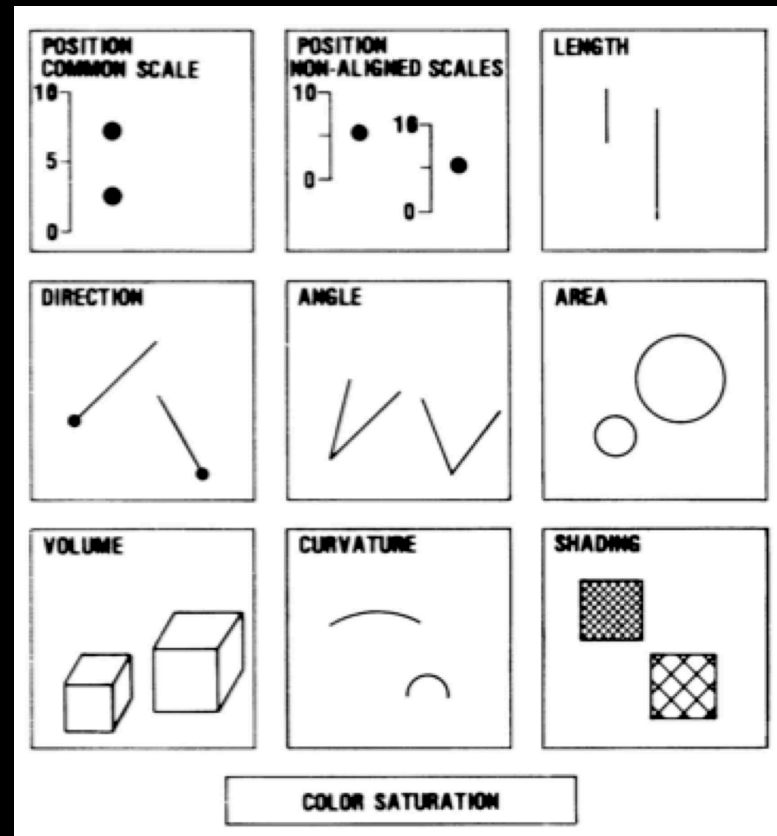 POSITION
COMMON SCALE
10
5
0
POSITION
NON-ALIGNED SCALES
10
0
10
0
LENGTH
DIRECTION
ANGLE
AREA
VOLUME
CURVATURE
SHADING
COLOR SATURATION